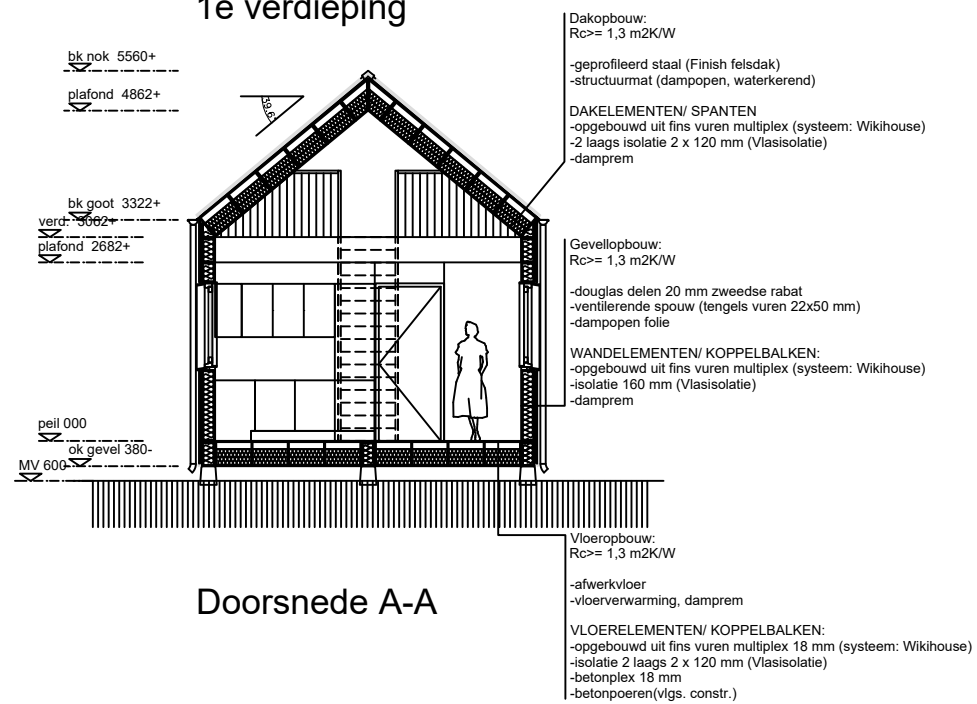 1e verdieping
bk nok 5560+
plafond 4862+
39,6°
bk goot 3322+
verd. 3062+
plafond 2682+
peil 000
ok gevel 380-
MV 600-
Dakopbouw:
Rc>= 1,3 m2K/W
-geprofileerd staal (Finish felsdak)
-structuurmat (dampopen, waterkerend)
DAKELEMENTEN/ SPANTEN
-opgebouwd uit fins vuren multiplex (systeem: Wikihouse)
-2 laags isolatie 2 x 120 mm (Vlasisolatie)
-damprem
Gevellopbouw:
Rc>= 1,3 m2K/W
-douglas delen 20 mm zweedse rabat
-ventilerende spouw (tengels vuren 22x50 mm)
-dampopen folie
WANDELEMENTEN/ KOPPELBALKEN:
-opgebouwd uit fins vuren multiplex (systeem: Wikihouse)
-isolatie 160 mm (Vlasisolatie)
-damprem
Doorsnede A-A
Vloeropbouw:
Rc>= 1,3 m2K/W
-afwerkvloer
-vloerverwarming, damprem
VLOERELEMENTEN/ KOPPELBALKEN:
-opgebouwd uit fins vuren multiplex 18 mm (systeem: Wikihouse)
-isolatie 2 laags 2 x 120 mm (Vlasisolatie)
-betonplex 18 mm
-betonpoeren(vlgs. constr.)